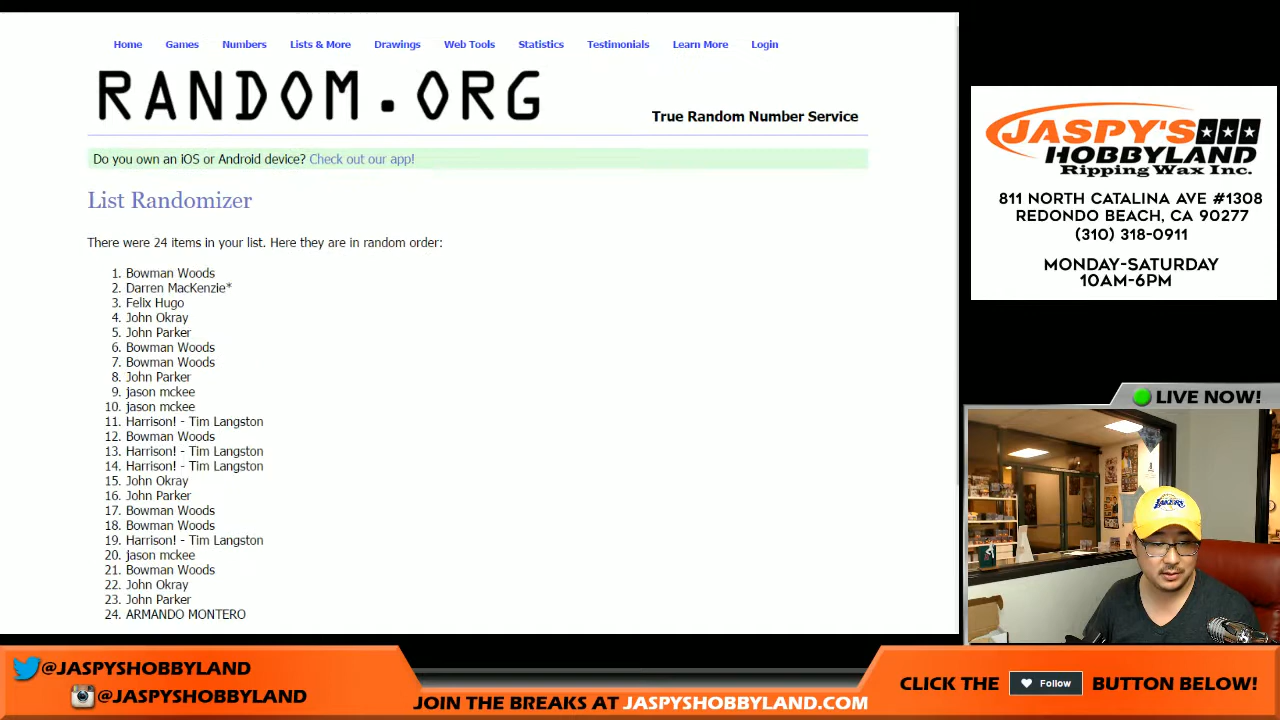 Home Games Numbers Lists & More Drawings Web Tools Statistics Testimonials Learn More Login
RANDOM.ORG
True Random Number Service
Do you own an iOS or Android device? Check out our app!
List Randomizer
There were 24 items in your list. Here they are in random order:
1. Bowman Woods
2. Darren MacKenzie*
3. Felix Hugo
4. John Okray
5. John Parker
6. Bowman Woods
7. Bowman Woods
8. John Parker
9. jason mckee
10. jason mckee
11. Harrison! - Tim Langston
12. Bowman Woods
13. Harrison! - Tim Langston
14. Harrison! - Tim Langston
15. John Okray
16. John Parker
17. Bowman Woods
18. Bowman Woods
19. Harrison! - Tim Langston
20. jason mckee
21. Bowman Woods
22. John Okray
23. John Parker
24. ARMANDO MONTERO
JASPY'S
HOBBYLAND
Ripping Wax Inc.
811 NORTH CATALINA AVE #1308
REDONDO BEACH, CA 90277
(310) 318-0911
MONDAY-SATURDAY
10AM-6PM
LIVE NOW!
LAKERS
@JASPYSHOBBYLAND
@JASPYSHOBBYLAND
JOIN THE BREAKS AT JASPYSHOBBYLAND.COM
CLICK THE Follow BUTTON BELOW!